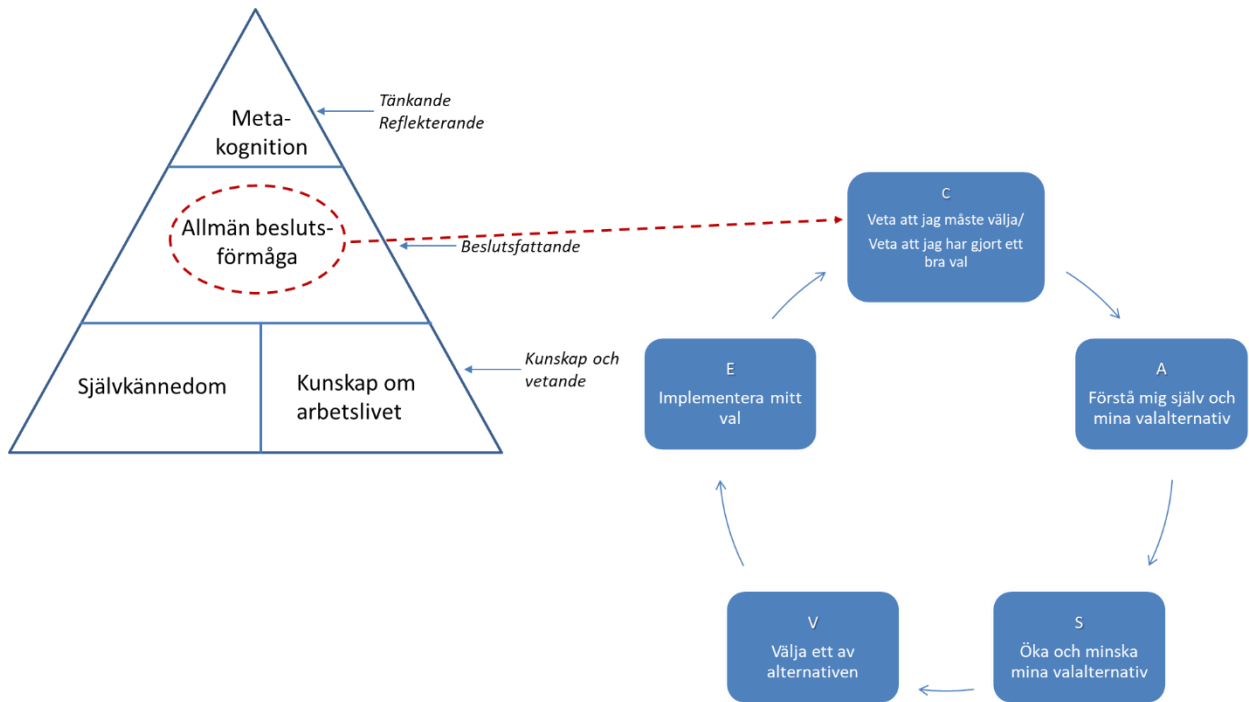 Meta-
kognition
Tänkande
Reflekterande
Allmän besluts-
förmåga
Beslutsfattande
Självkännedom
Kunskap om
arbetslivet
Kunskap och
vetande
C
Veta att jag måste välja/
Veta att jag har gjort ett
bra val
A
Förstå mig själv och
mina valalternativ
S
Öka och minska
mina valalternativ
V
Välja ett av
alternativen
E
Implementera mitt
val